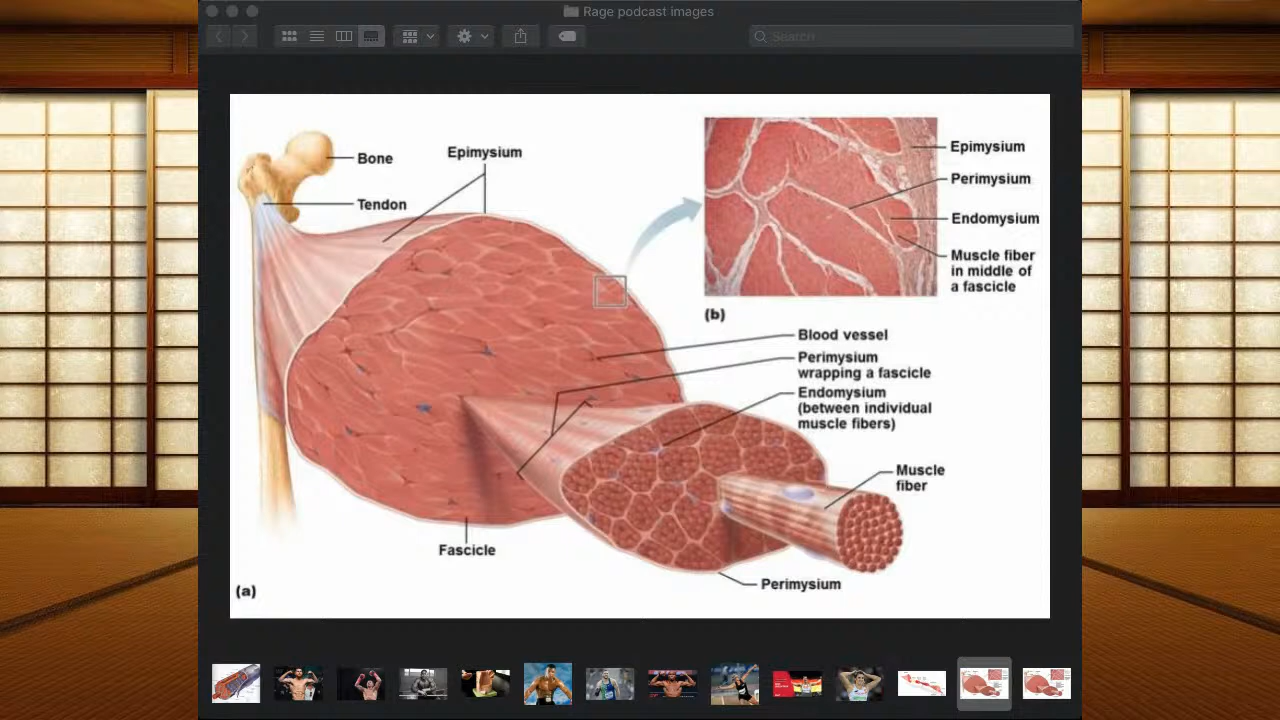 Rage podcast images
Search
Bone
Epimysium
Tendon
Epimysium
Perimysium
Endomysium
Muscle fiber
in middle of
a fascicle
(b)
Blood vessel
Perimysium
wrapping a fascicle
Endomysium
(between individual
muscle fibers)
Muscle
fiber
Fascicle
Perimysium
(a)